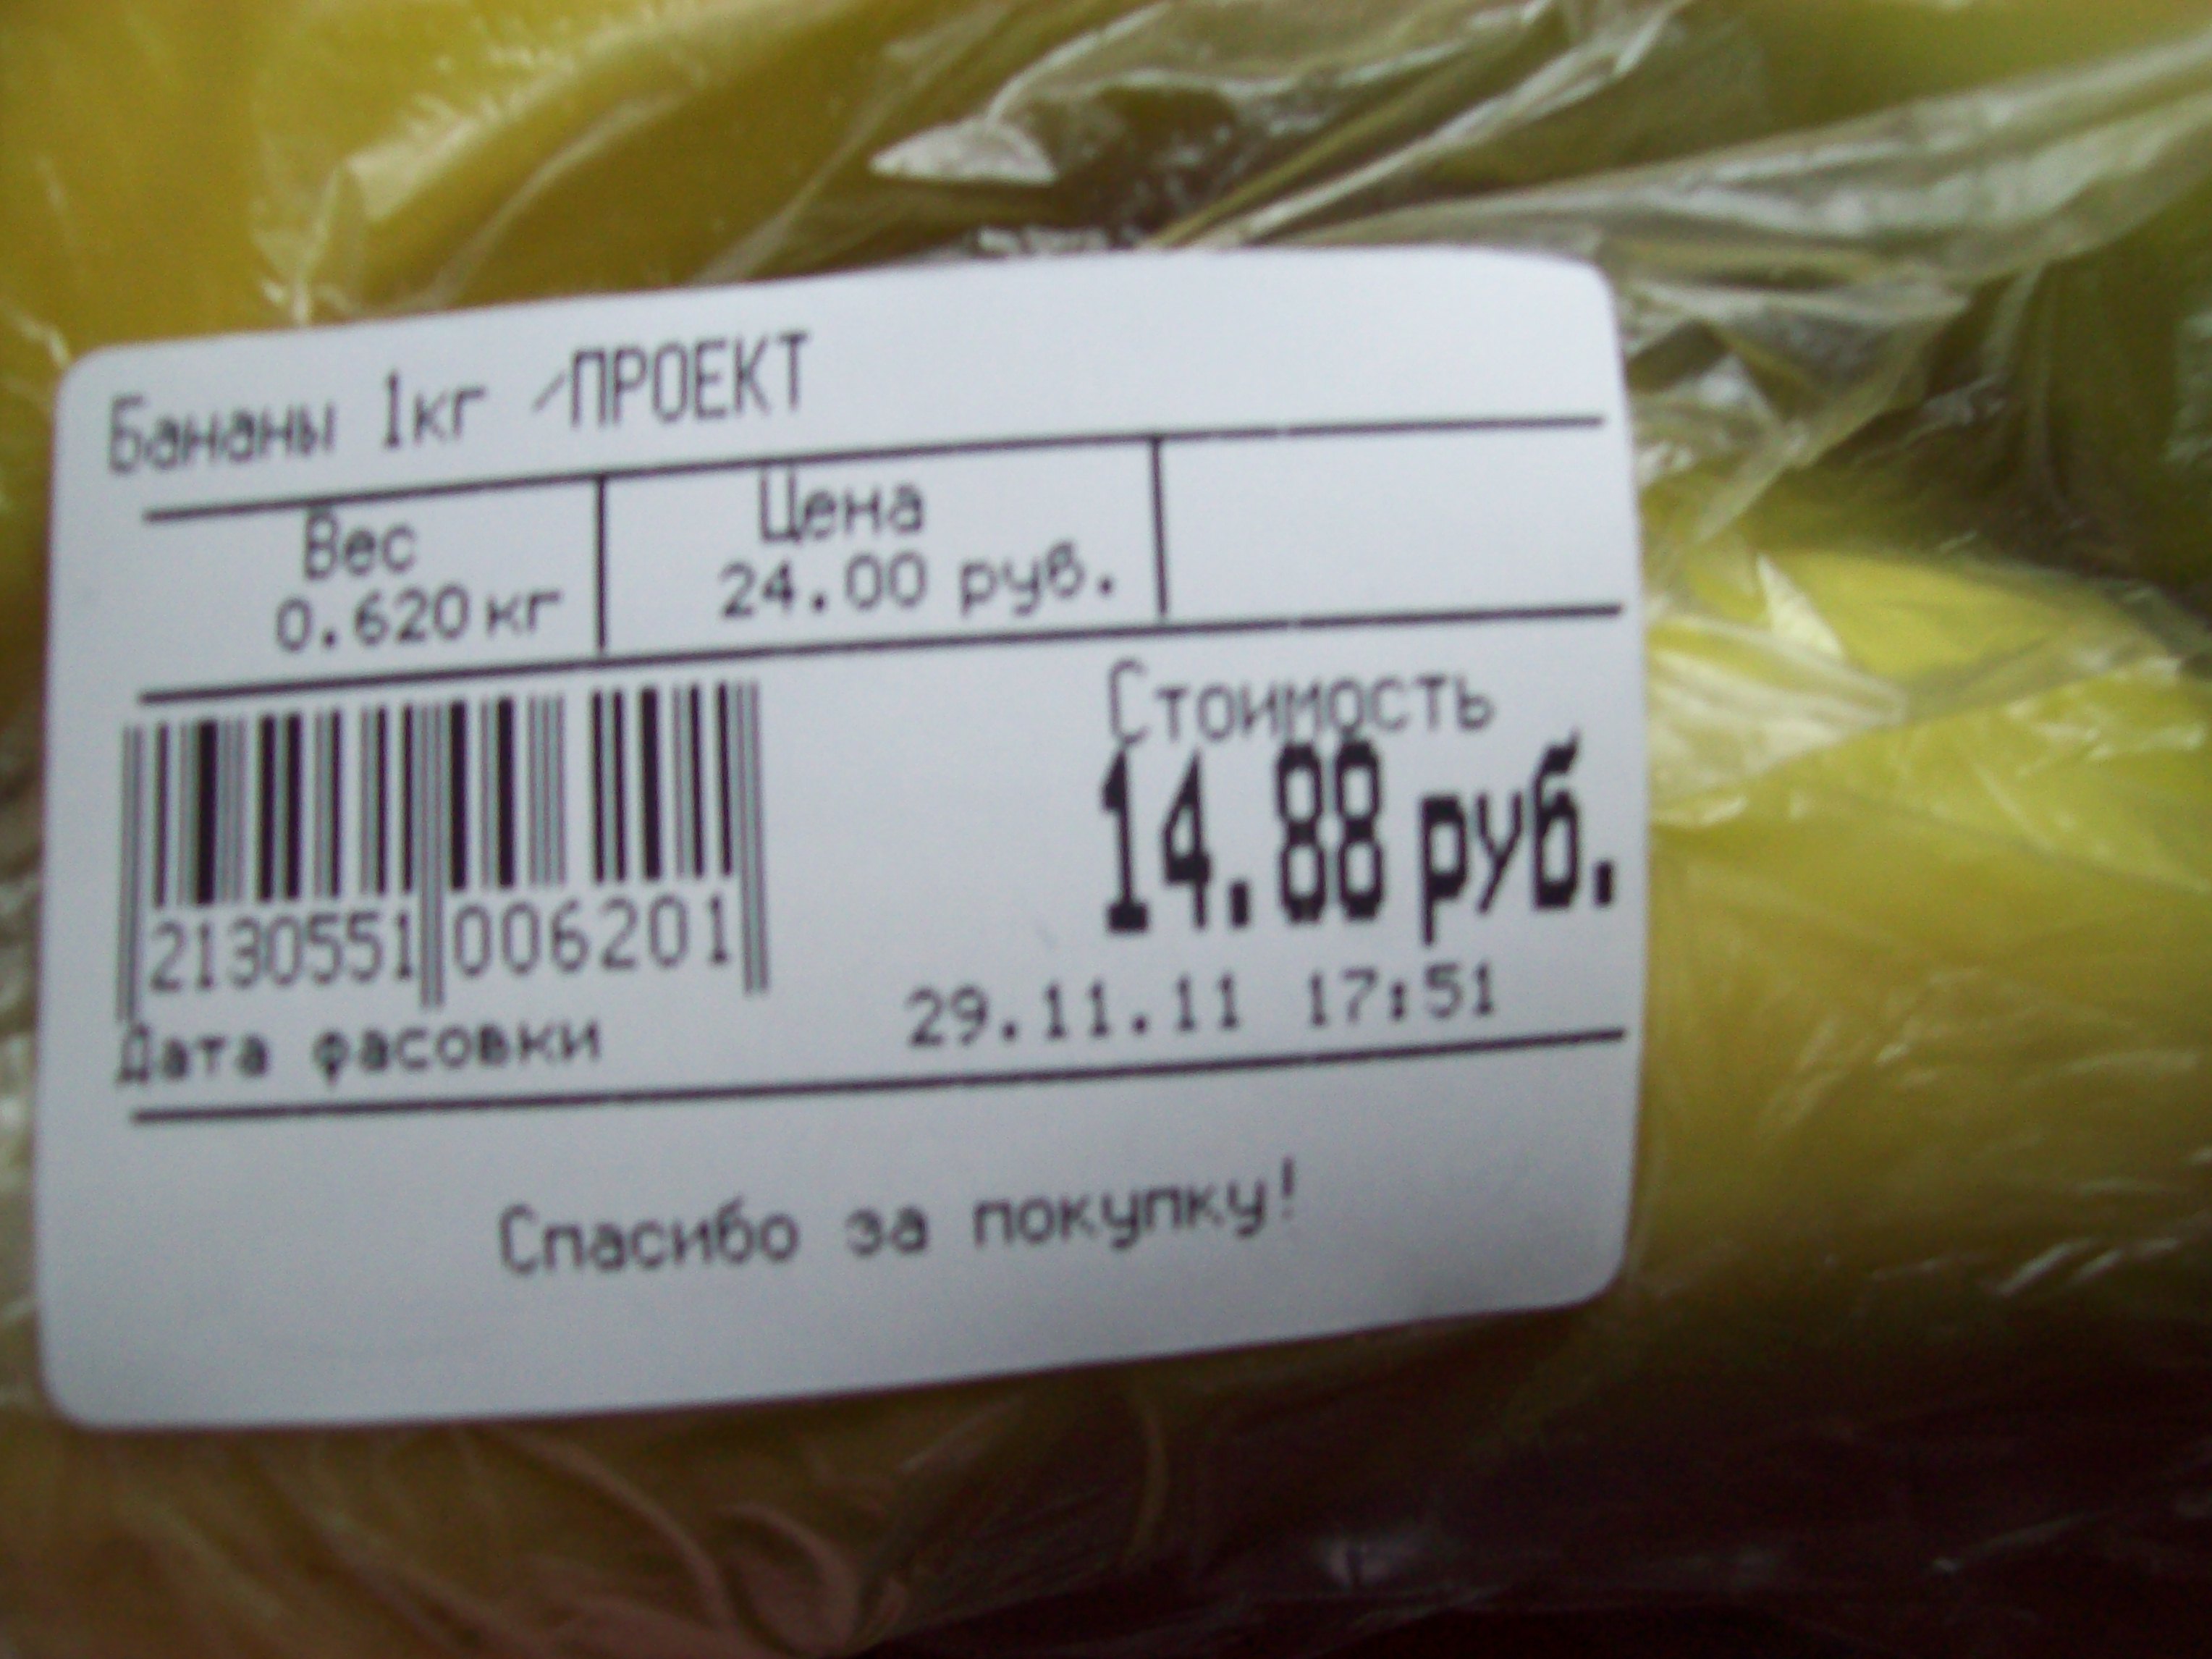 Бананы 1кг /ПРОЕКТ
Вес Цена
0.620кг 24.00 руб.
Стоимость
14.88 руб.
2130551 006201
29.11.11 17:51
Дата фасовки
Спасибо за покупку!